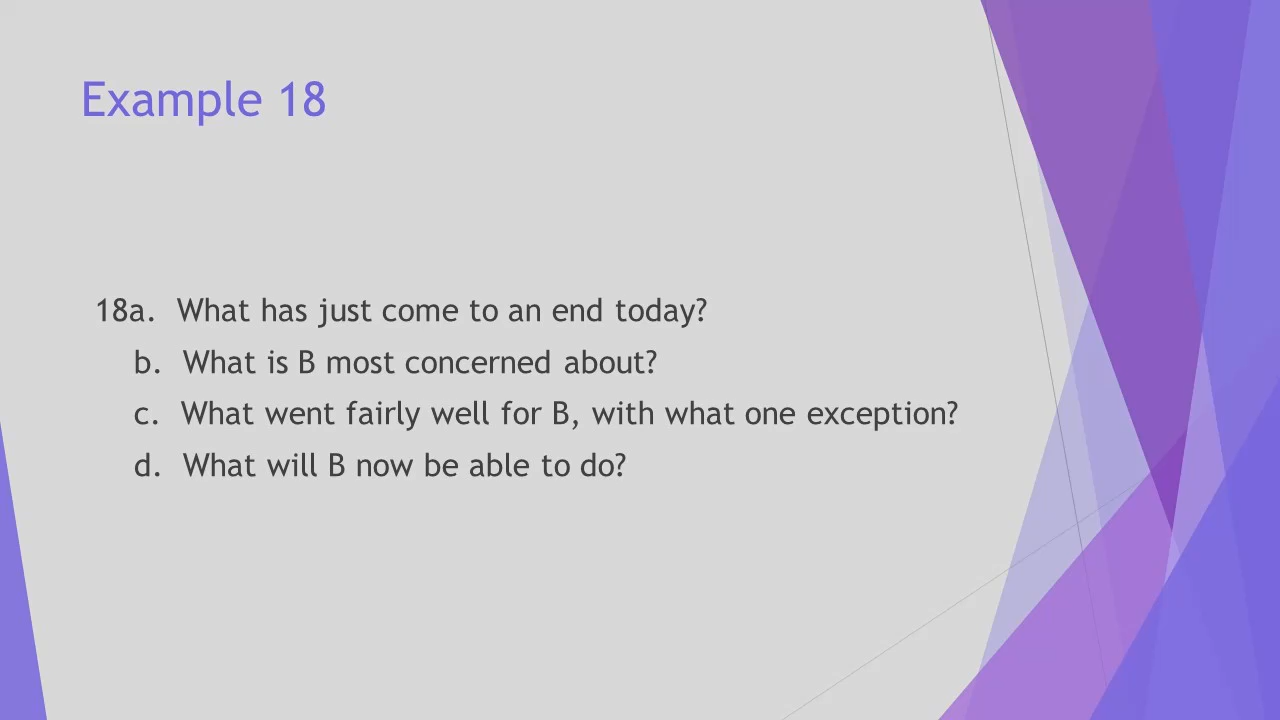 Example 18
18a. What has just come to an end today?
b. What is B most concerned about?
c. What went fairly well for B, with what one exception?
d. What will B now be able to do?